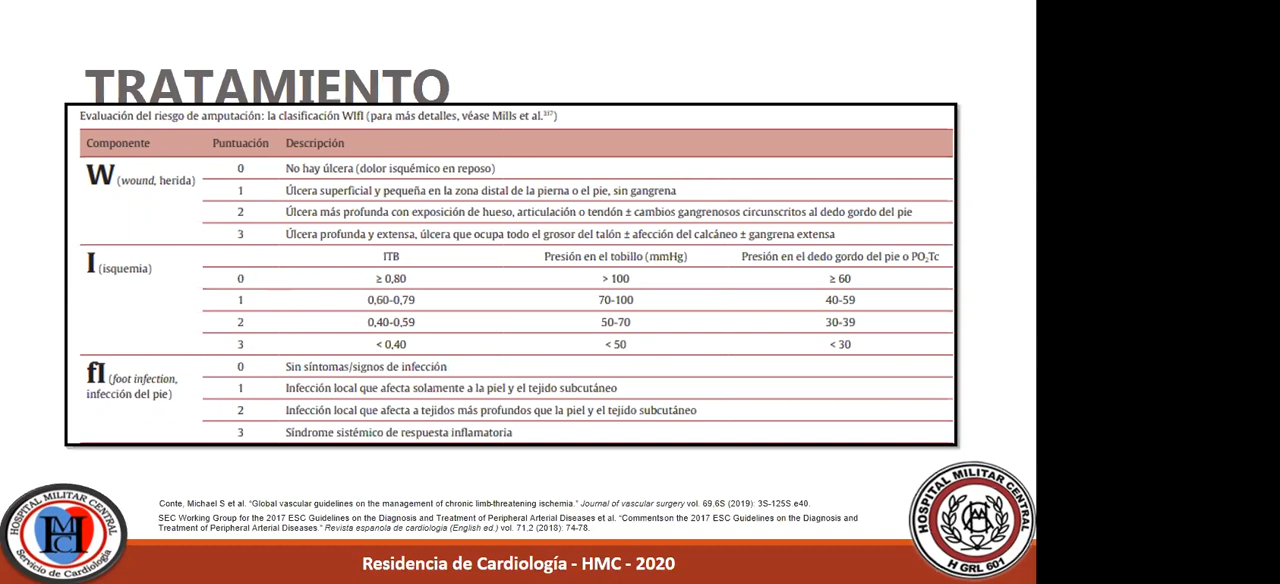 TRATAMIENTO
Evaluación del riesgo de amputación: la clasificación WIfI (para más detalles, véase Mills et al.³¹⁷)
Componente Puntuación Descripción
W (wound, herida) 0 No hay úlcera (dolor isquémico en reposo)
1 Úlcera superficial y pequeña en la zona distal de la pierna o el pie, sin gangrena
2 Úlcera más profunda con exposición de hueso, articulación o tendón ± cambios gangrenosos circunscritos al dedo gordo del pie
3 Úlcera profunda y extensa, úlcera que ocupa todo el grosor del talón ± afección del calcáneo ± gangrena extensa
I (isquemia) ITB Presión en el tobillo (mmHg) Presión en el dedo gordo del pie o PO₂Tc
0 ≥ 0,80 > 100 ≥ 60
1 0,60-0,79 70-100 40-59
2 0,40-0,59 50-70 30-39
3 < 0,40 < 50 < 30
fI (foot infection, infección del pie) 0 Sin síntomas/signos de infección
1 Infección local que afecta solamente a la piel y el tejido subcutáneo
2 Infección local que afecta a tejidos más profundos que la piel y el tejido subcutáneo
3 Síndrome sistémico de respuesta inflamatoria
Conte, Michael S et al. “Global vascular guidelines on the management of chronic limb-threatening ischemia.” Journal of vascular surgery vol. 69,6S (2019): 3S-125S.e40.
SEC Working Group for the 2017 ESC Guidelines on the Diagnosis and Treatment of Peripheral Arterial Diseases et al. “Commentson the 2017 ESC Guidelines on the Diagnosis and
Treatment of Peripheral Arterial Diseases.” Revista espanola de cardiologia (English ed.) vol. 71,2 (2018): 74-78.
HOSPITAL MILITAR CENTRAL
HMC
Servicio de Cardiología
Residencia de Cardiología - HMC - 2020
HOSPITAL MILITAR CENTRAL
H GRL 601